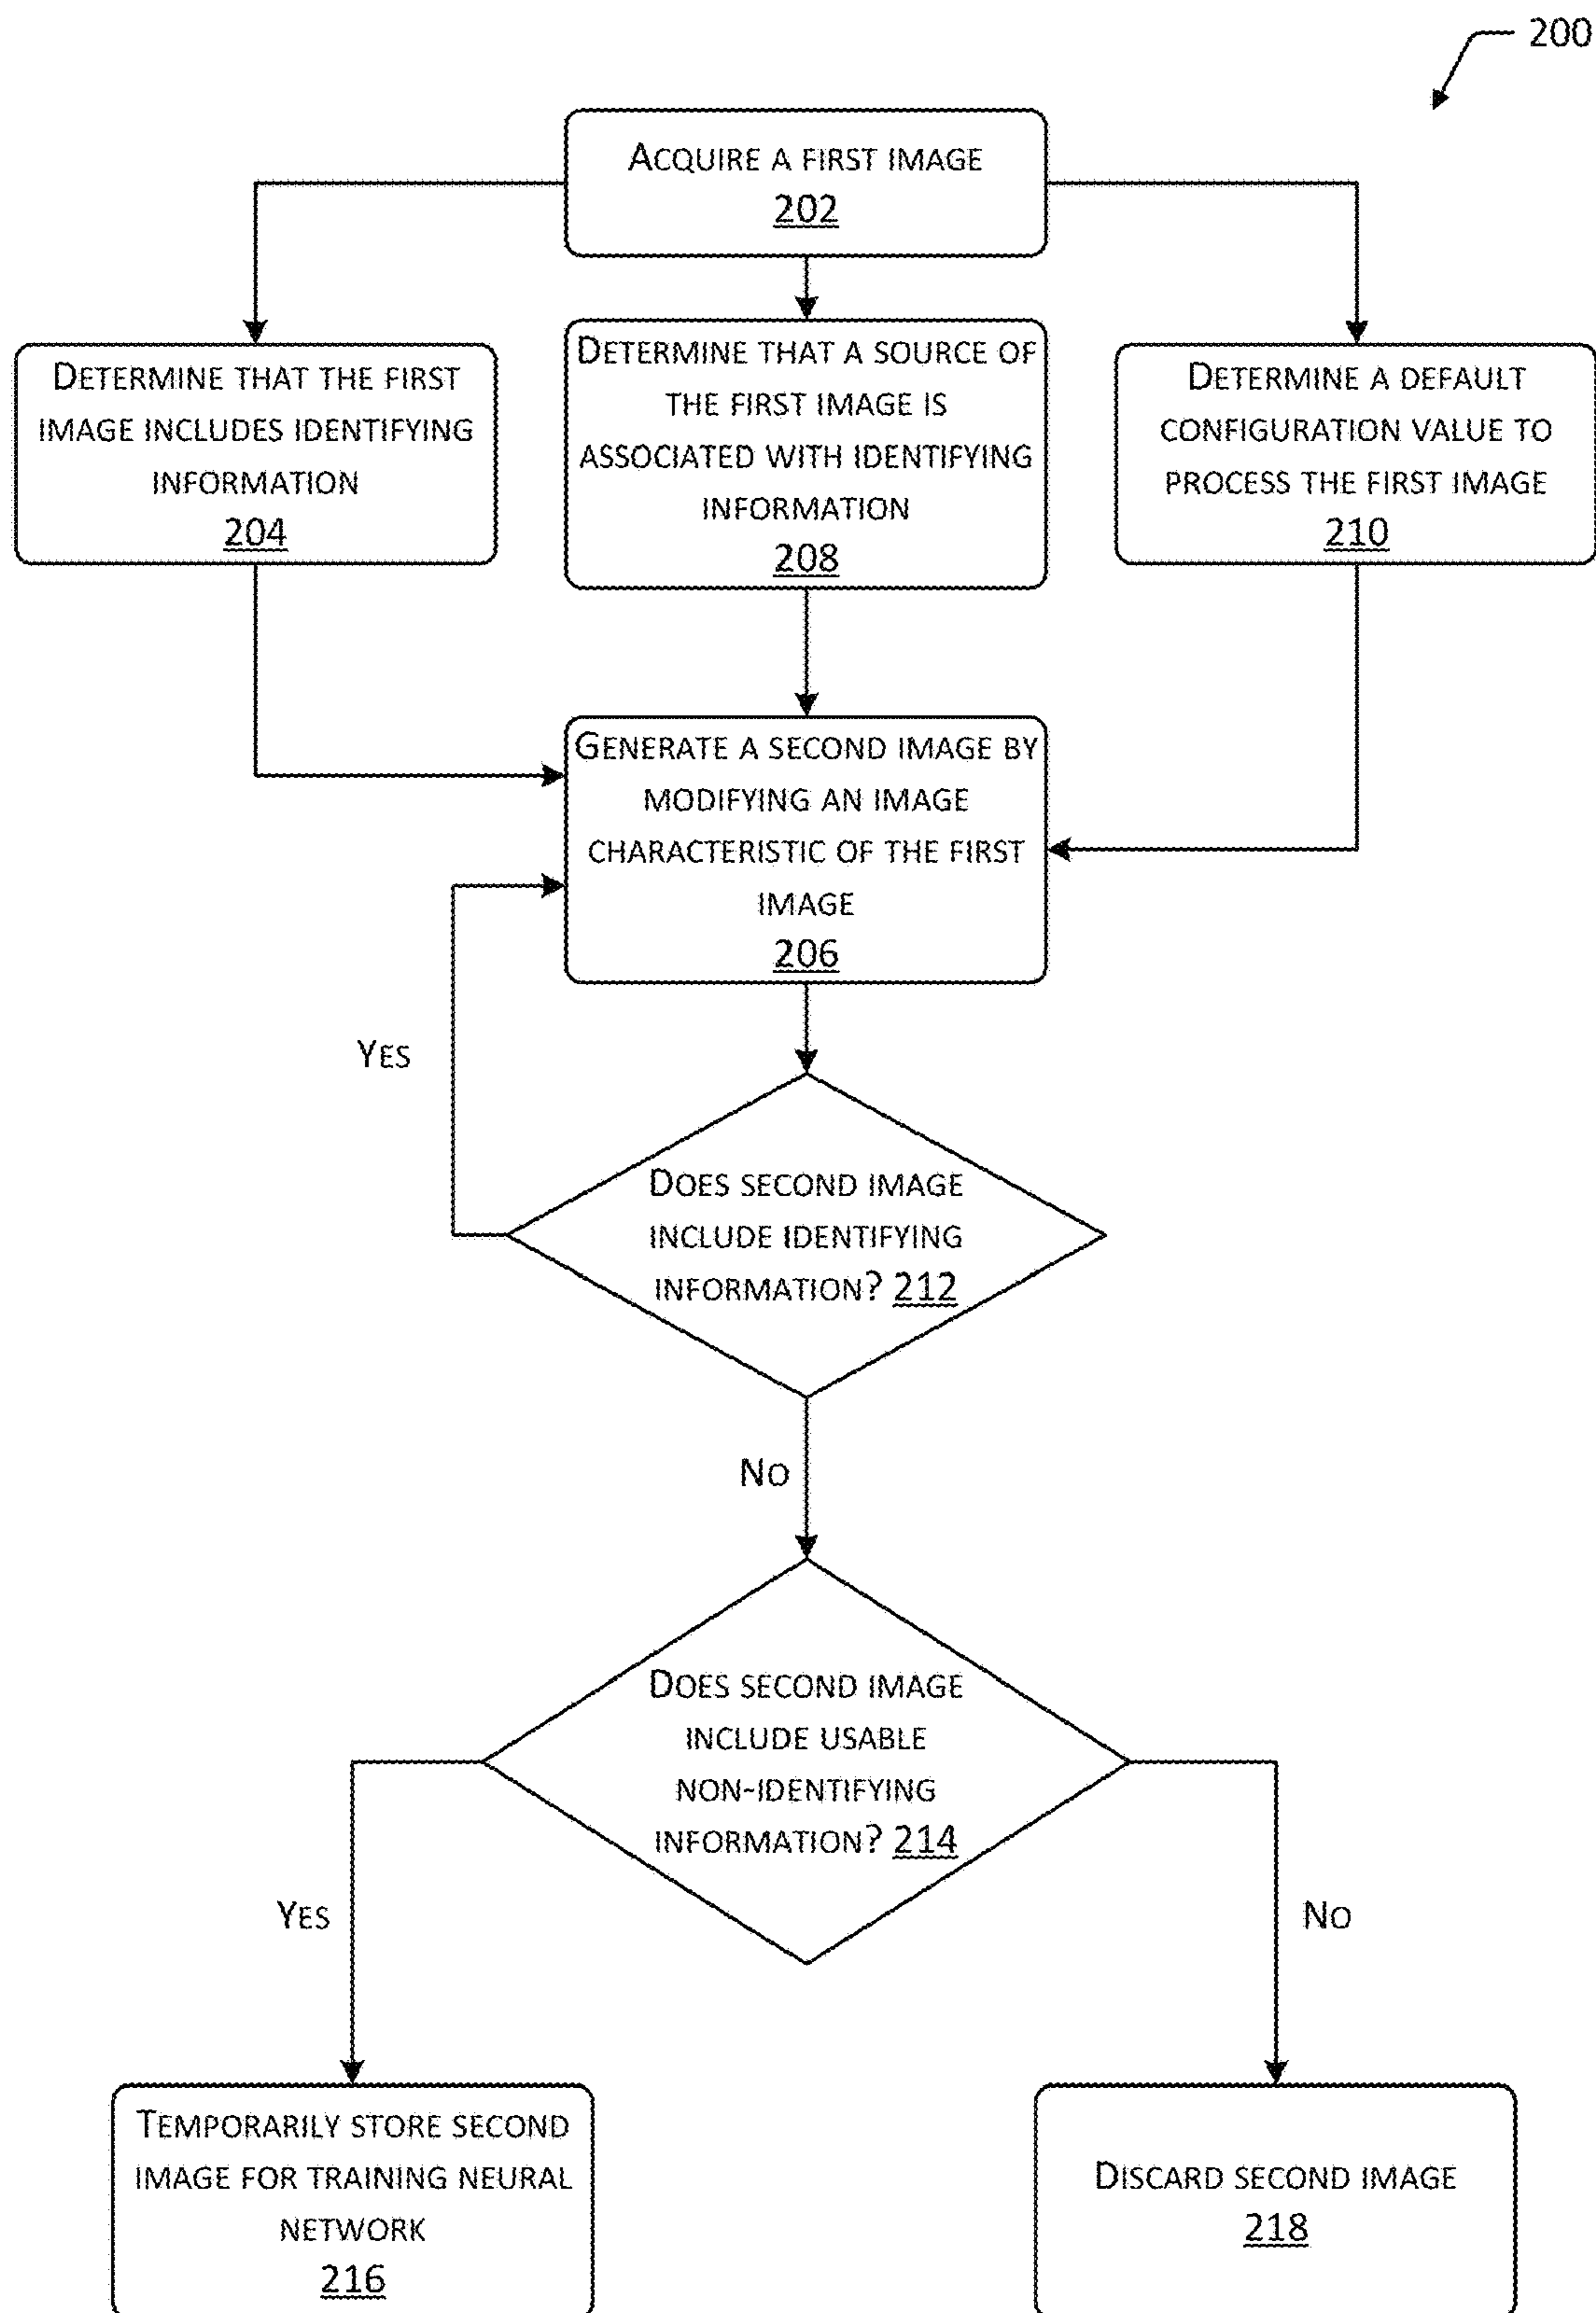 200
ACQUIRE A FIRST IMAGE
202
DETERMINE THAT THE FIRST
IMAGE INCLUDES IDENTIFYING
INFORMATION
204
DETERMINE THAT A SOURCE OF
THE FIRST IMAGE IS
ASSOCIATED WITH IDENTIFYING
INFORMATION
208
DETERMINE A DEFAULT
CONFIGURATION VALUE TO
PROCESS THE FIRST IMAGE
210
GENERATE A SECOND IMAGE BY
MODIFYING AN IMAGE
CHARACTERISTIC OF THE FIRST
IMAGE
206
YES
DOES SECOND IMAGE
INCLUDE IDENTIFYING
INFORMATION? 212
NO
DOES SECOND IMAGE
INCLUDE USABLE
NON-IDENTIFYING
INFORMATION? 214
YES
NO
TEMPORARILY STORE SECOND
IMAGE FOR TRAINING NEURAL
NETWORK
216
DISCARD SECOND IMAGE
218